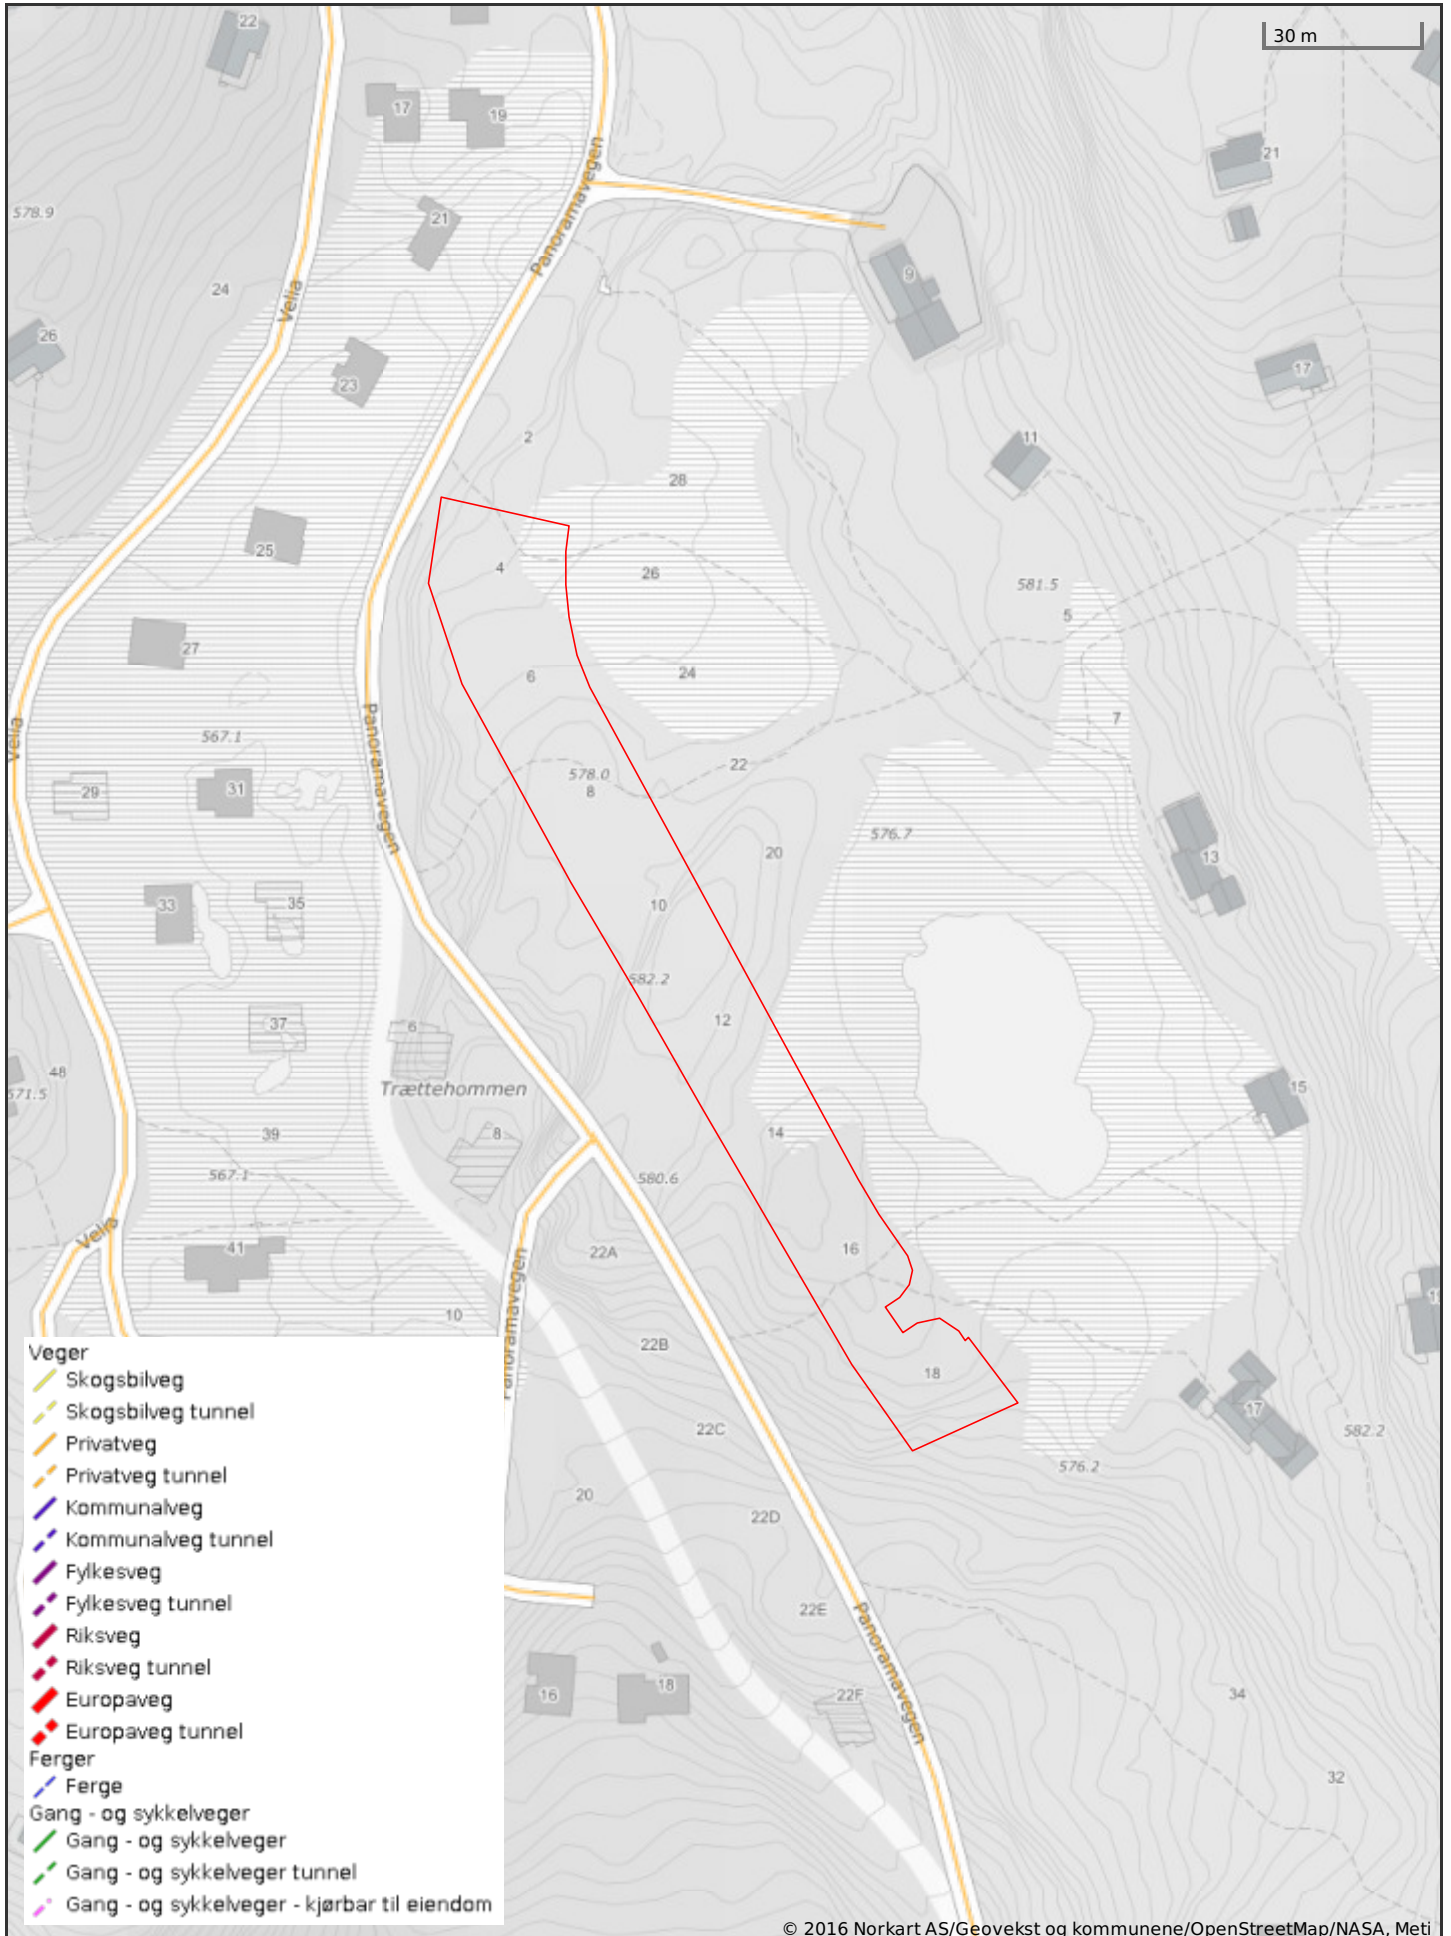 22
30 m
17
19
21
Panoramavegen
578.9
21
9
24
Velia
26
23
17
2
11
28
25
4
26
581.5
5
27
6
24
7
Velia
567.1
Panoramavegen
22
578.0
29
31
8
576.7
20
13
33
35
10
582.2
37
6
12
48
Trættehommen
15
571.5
39
8
14
567.1
580.6
Velia
41
22A
16
Panoramavegen
10
22B
18
17
22C
582.2
576.2
20
22D
22E
Panoramavegen
16
18
22F
34
32
Veger
Skogsbilveg
Skogsbilveg tunnel
Privatveg
Privatveg tunnel
Kommunalveg
Kommunalveg tunnel
Fylkesveg
Fylkesveg tunnel
Riksveg
Riksveg tunnel
Europaveg
Europaveg tunnel
Ferger
Ferge
Gang - og sykkelveger
Gang - og sykkelveger
Gang - og sykkelveger tunnel
Gang - og sykkelveger - kjørbar til eiendom
© 2016 Norkart AS/Geovekst og kommunene/OpenStreetMap/NASA, Meti